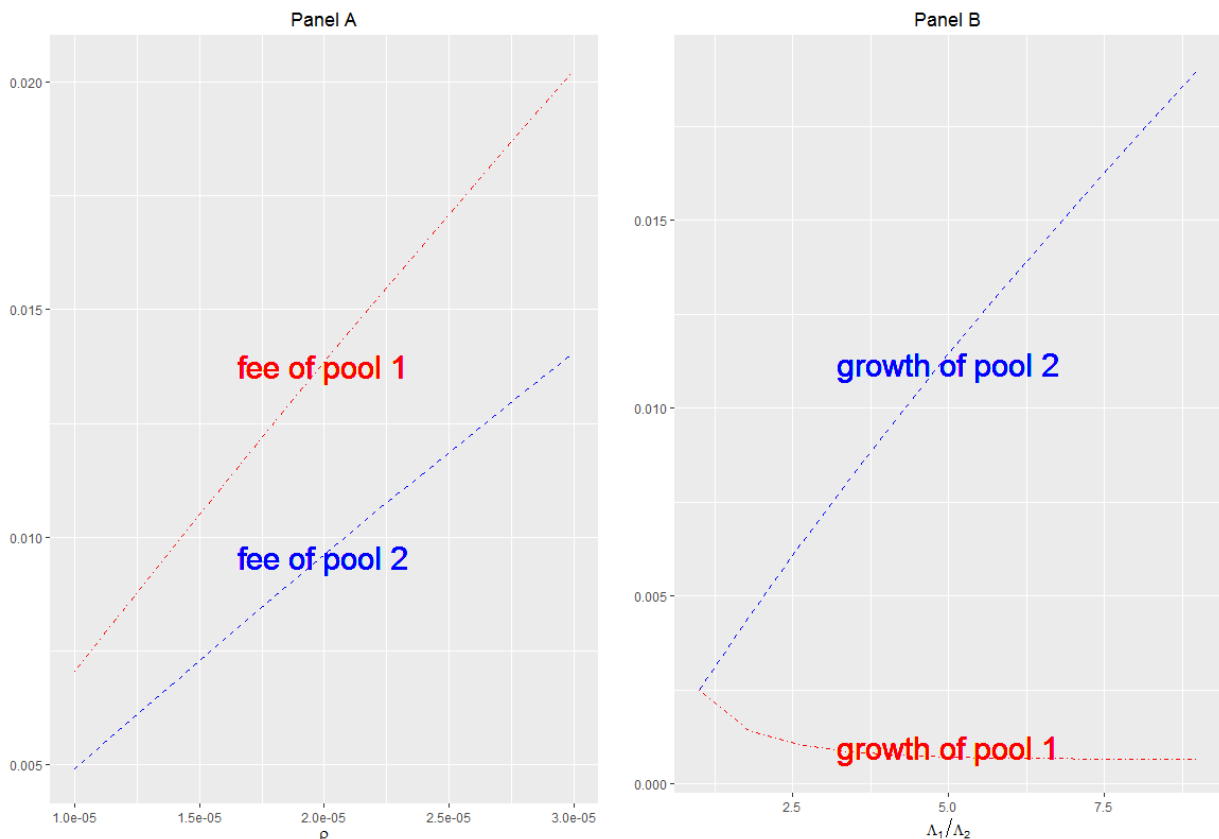 Panel A
0.020
0.015
0.010
0.005
fee of pool 1
fee of pool 2
1.0e-05 1.5e-05 2.0e-05 2.5e-05 3.0e-05
ρ
Panel B
0.015
0.010
0.005
0.000
growth of pool 2
growth of pool 1
2.5 5.0 7.5
Λ₁/Λ₂